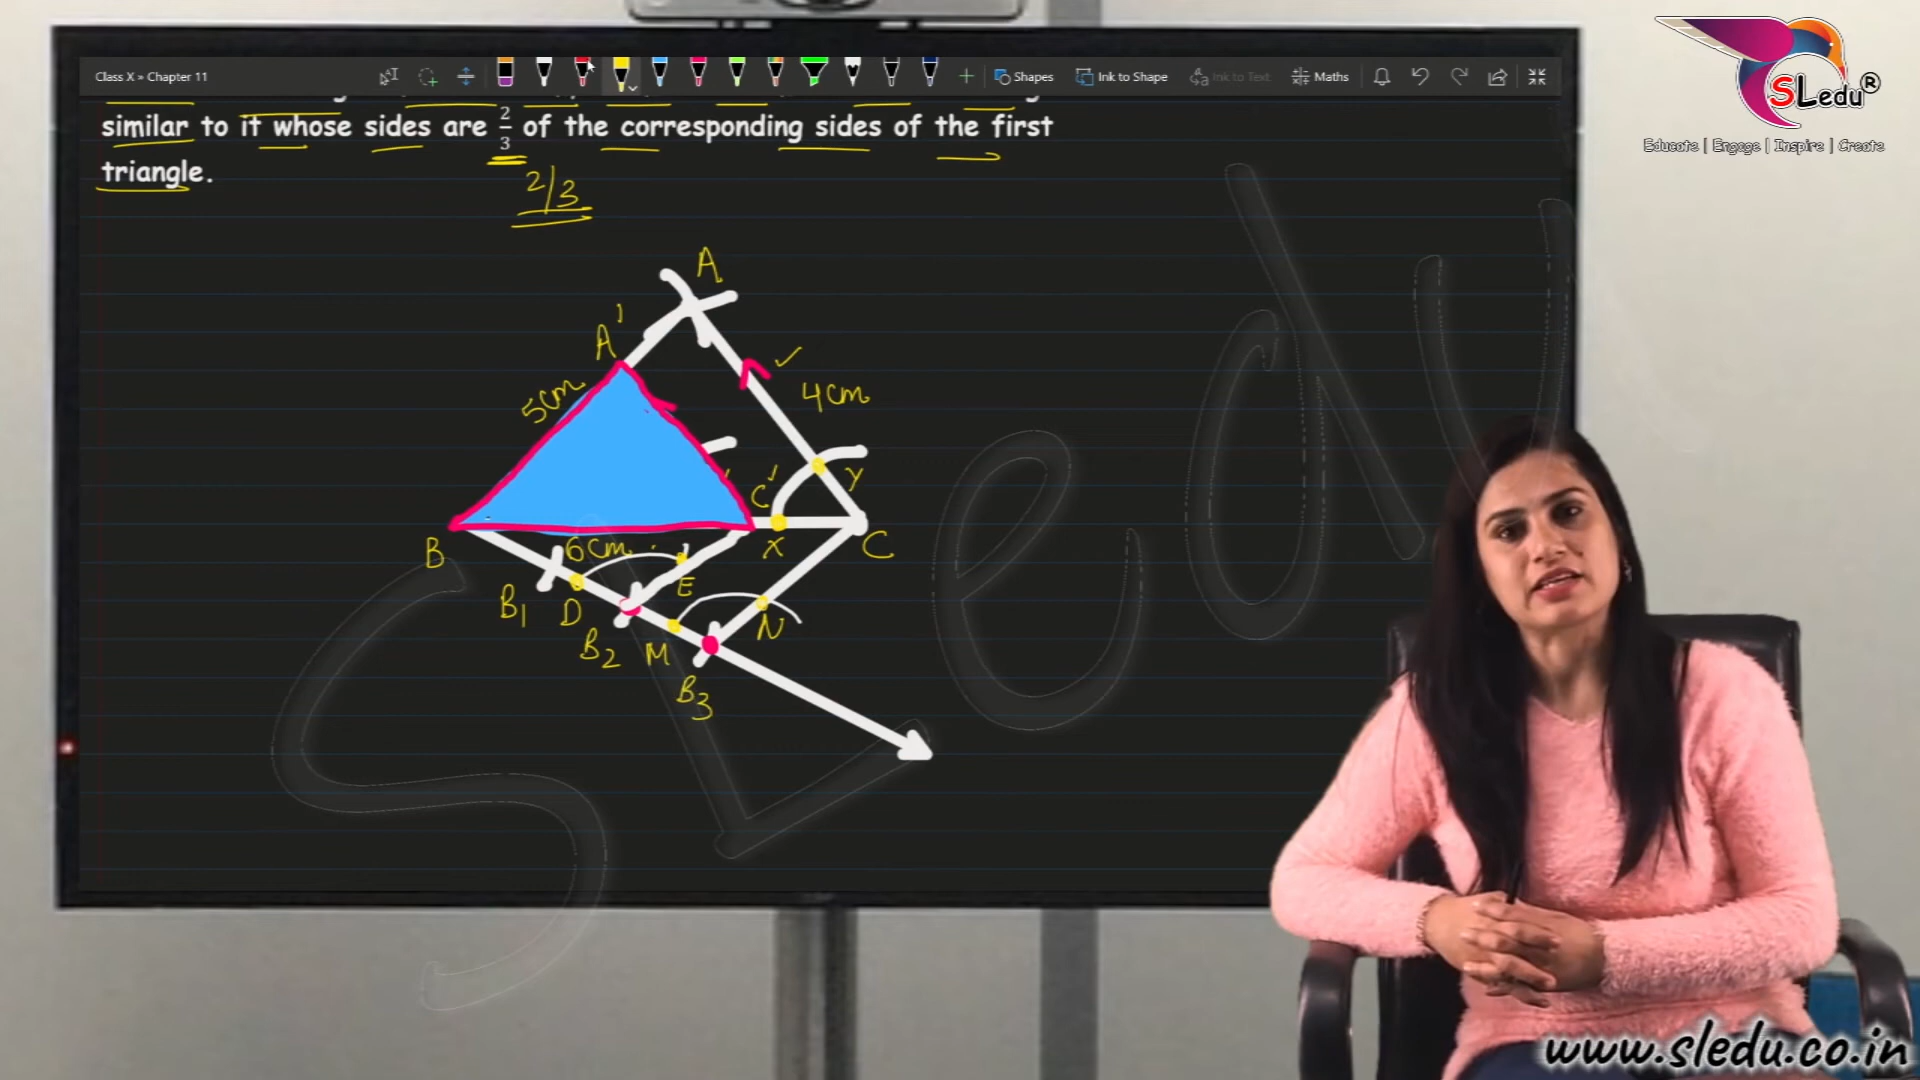 SLedu®
Educate | Engage | Inspire | Create
Class X » Chapter 11
Shapes
Ink to Shape
Ink to Text
Maths
similar to it whose sides are 2/3 of the corresponding sides of the first
triangle.
2/3
A
A'
5cm
4cm
C'
Y
B
6cm
X
C
B1
D
E
B2
M
N
B3
SLedu
www.sledu.co.in